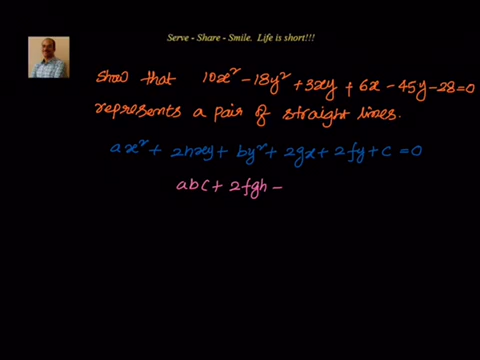 Serve - Share - Smile. Life is short!!!
Show that 10x² - 18y² + 3xy + 6x - 45y - 28 = 0
represents a pair of straight lines.
ax² + 2hxy + by² + 2gx + 2fy + c = 0
abc + 2fgh -